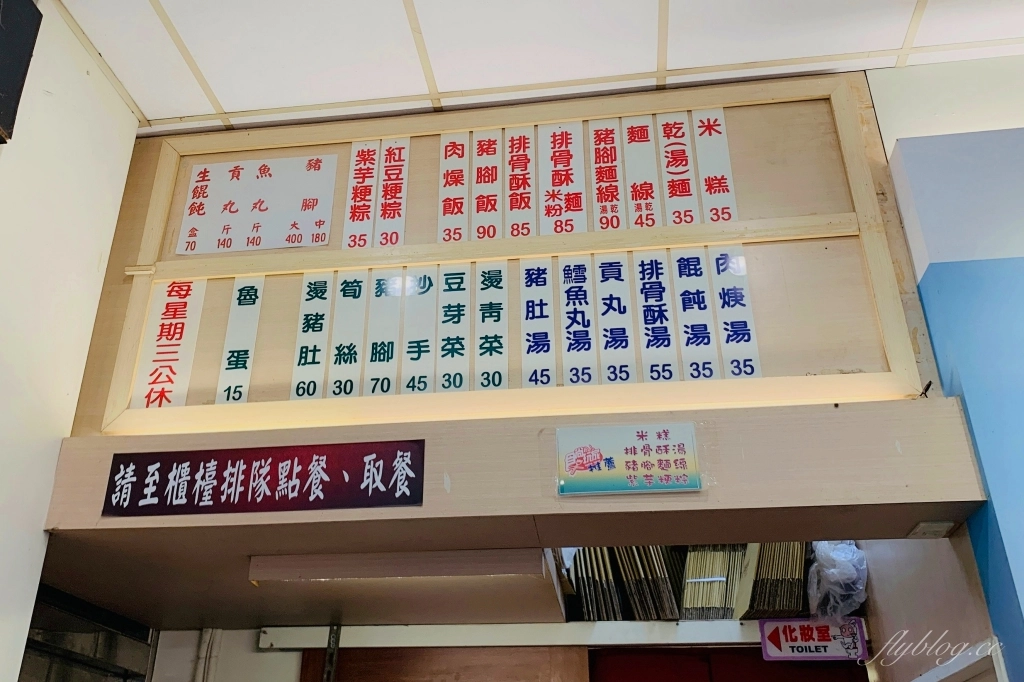 米糕 35
乾(湯)麵 35
麵線 湯乾 45
豬腳麵線 湯乾 90
排骨酥麵 米粉 85
排骨酥飯 85
豬腳飯 90
肉燥飯 35
紅豆粳粽 30
紫芋粳粽 35
豬腳 中 180 大 400
魚丸 斤 140
貢丸 斤 140
生餛飩 盒 70
肉焿湯 35
餛飩湯 35
排骨酥湯 55
貢丸湯 35
鱈魚丸湯 35
豬肚湯 45
燙青菜 30
豆芽菜 30
沙手 45
豬腳 70
筍絲 30
燙豬肚 60
魯蛋 15
每星期三公休
請至櫃檯排隊點餐、取餐
推薦
米糕
排骨酥湯
豬腳麵線
紫芋粳粽
化妝室
TOILET
flyblog.cc